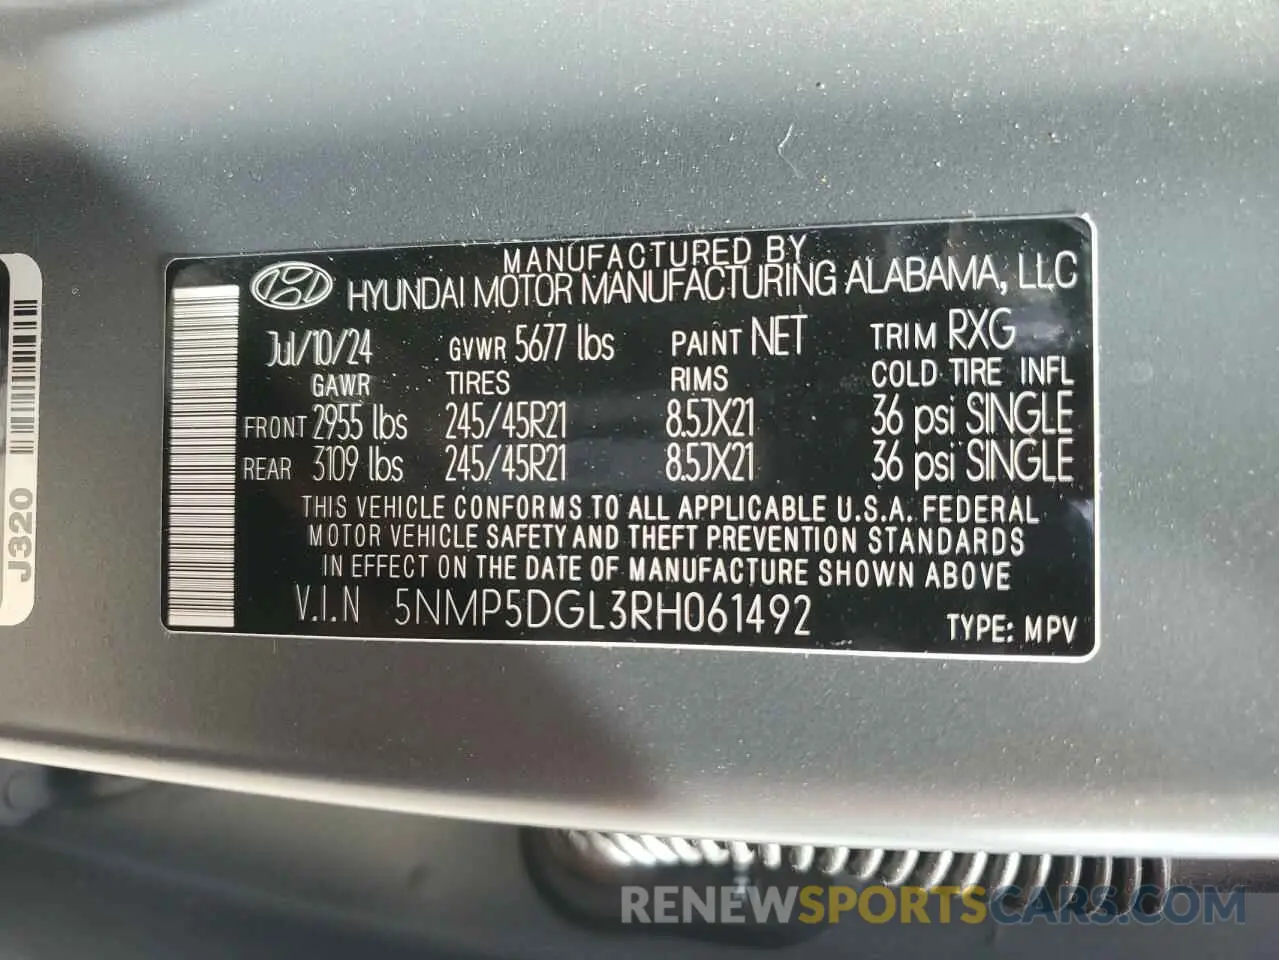 MANUFACTURED BY
HYUNDAI MOTOR MANUFACTURING ALABAMA, LLC
Jul/10/24 GVWR 5677 lbs PAINT NET TRIM RXG
GAWR TIRES RIMS COLD TIRE INFL
FRONT 2955 lbs 245/45R21 8.5JX21 36 psi SINGLE
REAR 3109 lbs 245/45R21 8.5JX21 36 psi SINGLE
THIS VEHICLE CONFORMS TO ALL APPLICABLE U.S.A. FEDERAL
MOTOR VEHICLE SAFETY AND THEFT PREVENTION STANDARDS
IN EFFECT ON THE DATE OF MANUFACTURE SHOWN ABOVE
V.I.N 5NMP5DGL3RH061492 TYPE: MPV
J320
RENEWSPORTSCARS.COM